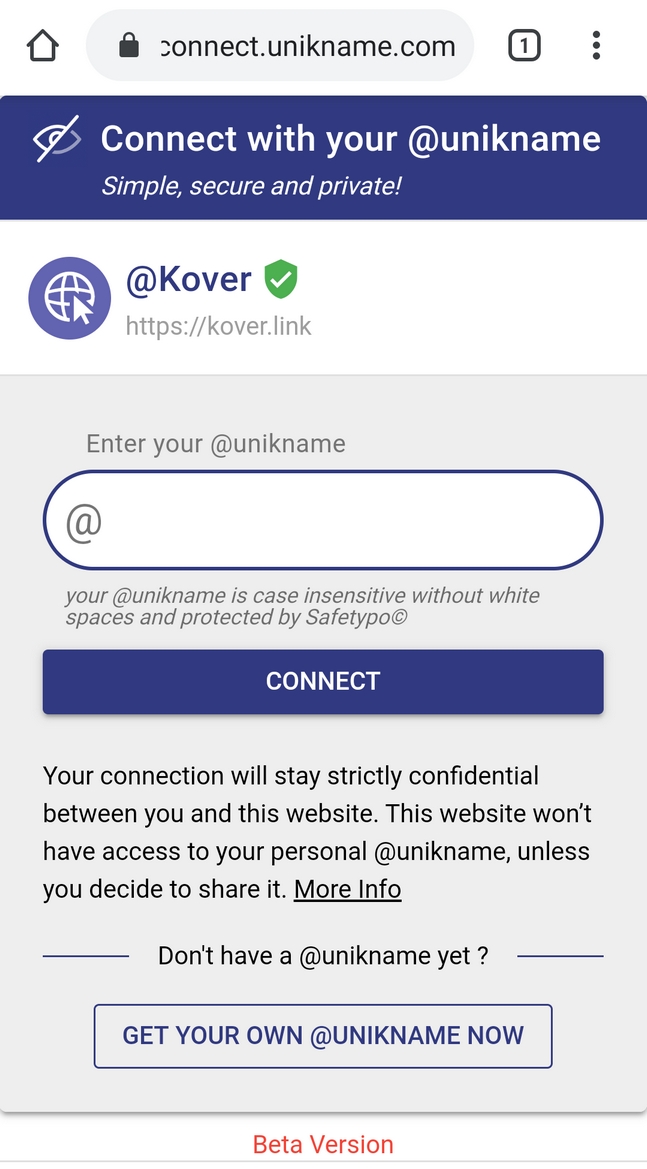 connect.unikname.com
1
Connect with your @unikname
Simple, secure and private!
@Kover
https://kover.link
Enter your @unikname
@
your @unikname is case insensitive without white
spaces and protected by Safetypo©
CONNECT
Your connection will stay strictly confidential
between you and this website. This website won’t
have access to your personal @unikname, unless
you decide to share it. More Info
Don't have a @unikname yet ?
GET YOUR OWN @UNIKNAME NOW
Beta Version